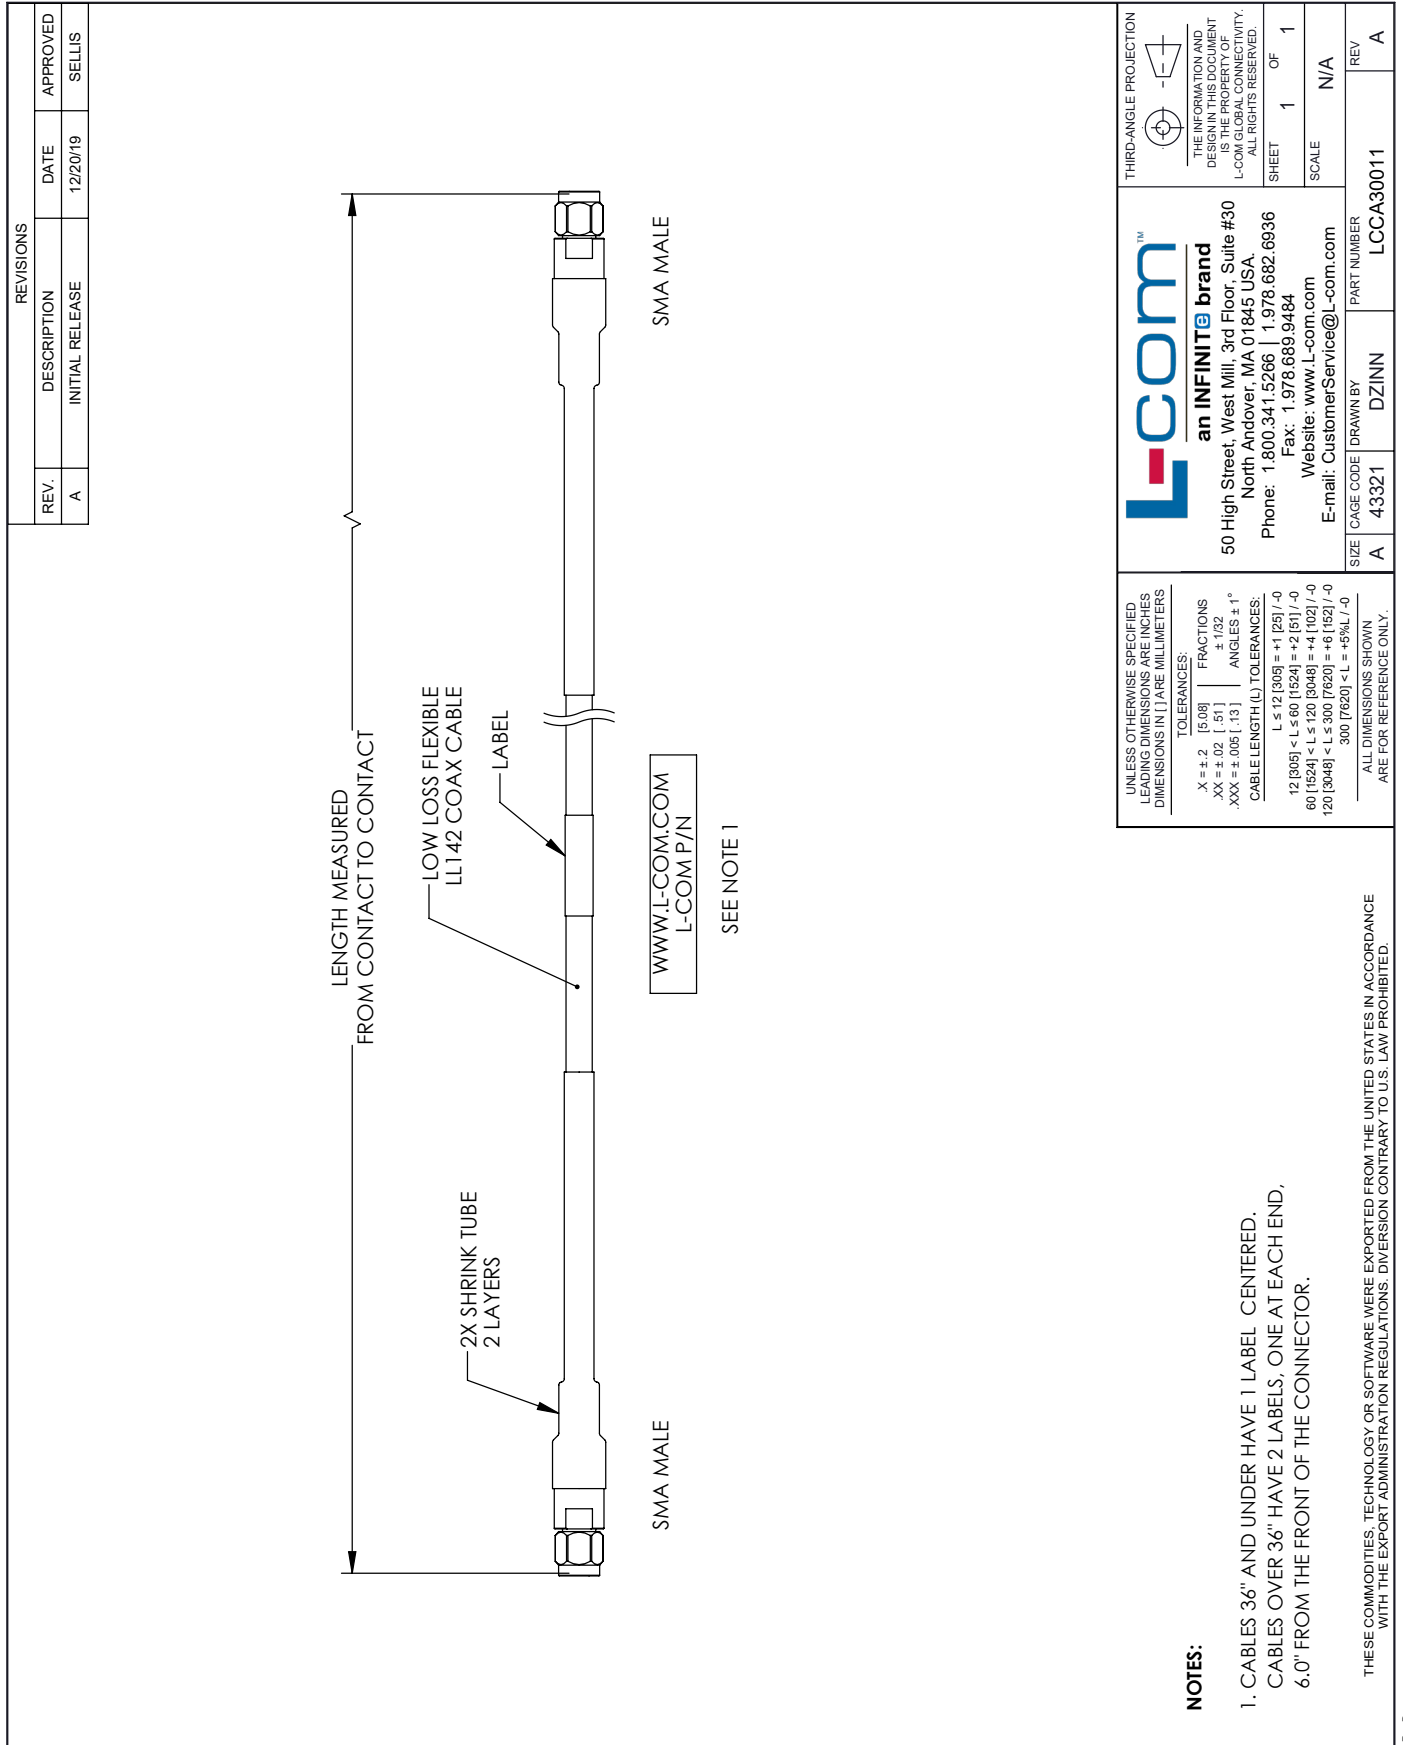 REVISIONS
REV. DESCRIPTION DATE APPROVED
A INITIAL RELEASE 12/20/19 SELLIS
LENGTH MEASURED
FROM CONTACT TO CONTACT
LOW LOSS FLEXIBLE
LL142 COAX CABLE
LABEL
2X SHRINK TUBE
2 LAYERS
SMA MALE
SMA MALE
WWW.L-COM.COM
L-COM P/N
SEE NOTE 1
NOTES:
1. CABLES 36" AND UNDER HAVE 1 LABEL CENTERED.
CABLES OVER 36" HAVE 2 LABELS, ONE AT EACH END,
6.0" FROM THE FRONT OF THE CONNECTOR.
THESE COMMODITIES, TECHNOLOGY OR SOFTWARE WERE EXPORTED FROM THE UNITED STATES IN ACCORDANCE
WITH THE EXPORT ADMINISTRATION REGULATIONS. DIVERSION CONTRARY TO U.S. LAW PROHIBITED.
UNLESS OTHERWISE SPECIFIED
LEADING DIMENSIONS ARE INCHES
DIMENSIONS IN [ ] ARE MILLIMETERS
TOLERANCES:
.X = ± .2 [5.08] FRACTIONS
.XX = ± .02 [ .51 ] ± 1/32
.XXX = ± .005 [ .13 ] ANGLES ± 1°
CABLE LENGTH (L) TOLERANCES:
L ≤ 12 [305] = +1 [25] / -0
12 [305] < L ≤ 60 [1524] = +2 [51] / -0
60 [1524] < L ≤ 120 [3048] = +4 [102] / -0
120 [3048] < L ≤ 300 [7620] = +6 [152] / -0
300 [7620] < L = +5%L / -0
ALL DIMENSIONS SHOWN
ARE FOR REFERENCE ONLY.
L-com™
an INFINITe brand
50 High Street, West Mill, 3rd Floor, Suite #30
North Andover, MA 01845 USA.
Phone: 1.800.341.5266 | 1.978.682.6936
Fax: 1.978.689.9484
Website: www.L-com.com
E-mail: CustomerService@L-com.com
THIRD-ANGLE PROJECTION
THE INFORMATION AND
DESIGN IN THIS DOCUMENT
IS THE PROPERTY OF
L-COM GLOBAL CONNECTIVITY.
ALL RIGHTS RESERVED.
SHEET 1 OF 1
SCALE N/A
SIZE A
CAGE CODE 43321
DRAWN BY DZINN
PART NUMBER LCCA30011
REV A